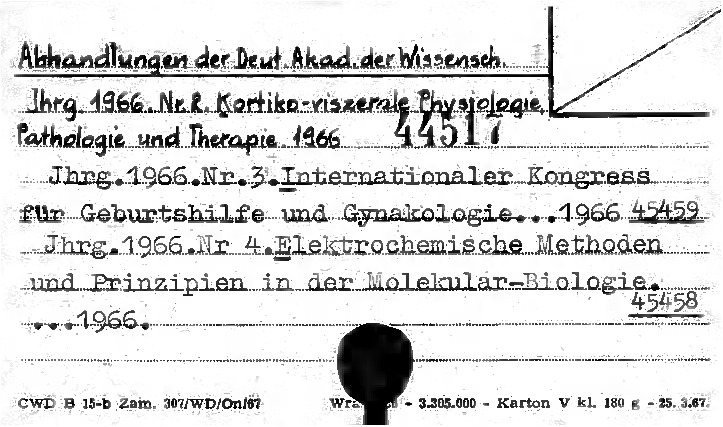 Abhandlungen der Deut. Akad. der Wissensch.
Jhrg. 1966. Nr. 2. Kortiko-viszerale Physiologie,
Pathologie und Therapie. 1966 44517
Jhrg.1966.Nr.3.Internationaler Kongress
für Geburtshilfe und Gynakologie...1966 45459
Jhrg.1966.Nr 4.Elektrochemische Methoden
und Prinzipien in der Molekular-Biologie.
45458
...1966.
CWD B 15-b Zam. 307/WD/On/67 - 3.305.000 - Karton V kl. 180 g - 25. 3.67.